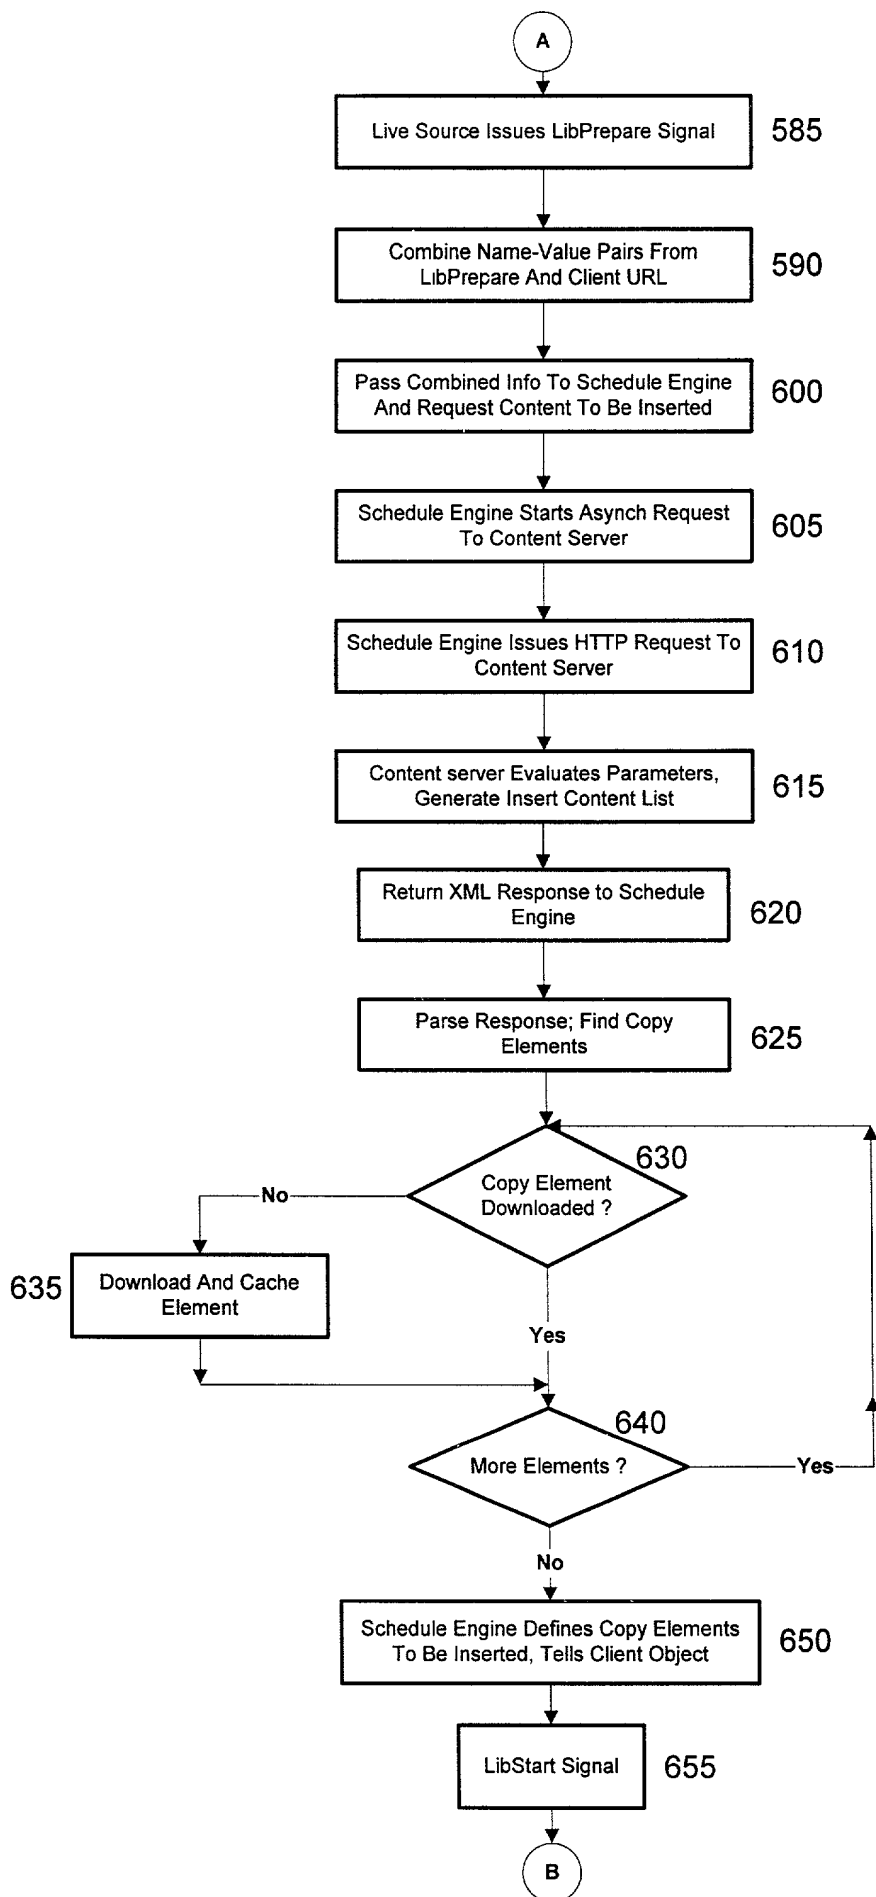 A
Live Source Issues LibPrepare Signal
585
Combine Name-Value Pairs From
LibPrepare And Client URL
590
Pass Combined Info To Schedule Engine
And Request Content To Be Inserted
600
Schedule Engine Starts Asynch Request
To Content Server
605
Schedule Engine Issues HTTP Request To
Content Server
610
Content server Evaluates Parameters,
Generate Insert Content List
615
Return XML Response to Schedule
Engine
620
Parse Response; Find Copy
Elements
625
630
Copy Element
Downloaded ?
No
635
Download And Cache
Element
Yes
640
More Elements ?
Yes
No
Schedule Engine Defines Copy Elements
To Be Inserted, Tells Client Object
650
LibStart Signal
655
B